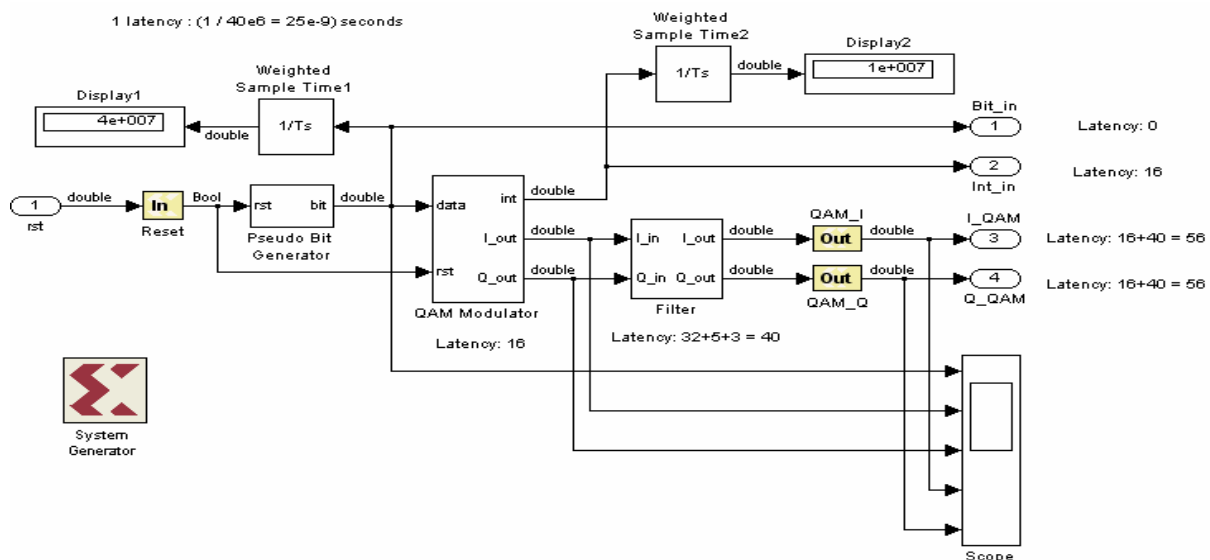 1 latency : (1 / 40e6 = 25e-9) seconds
Weighted
Sample Time2
1/Ts
double
Display2
1e+007
Weighted
Sample Time1
1/Ts
double
Display1
4e+007
Bit_in
1
Latency: 0
2
Int_in
Latency: 16
1
rst
double
In
Reset
Bool
rst
bit
Pseudo Bit
Generator
double
data
rst
int
I_out
Q_out
QAM Modulator
Latency: 16
double
double
double
I_in
Q_in
I_out
Q_out
Filter
Latency: 32+5+3 = 40
double
double
QAM_I
Out
double
Out
QAM_Q
double
I_QAM
3
Latency: 16+40 = 56
4
Q_QAM
Latency: 16+40 = 56
System
Generator
Scope